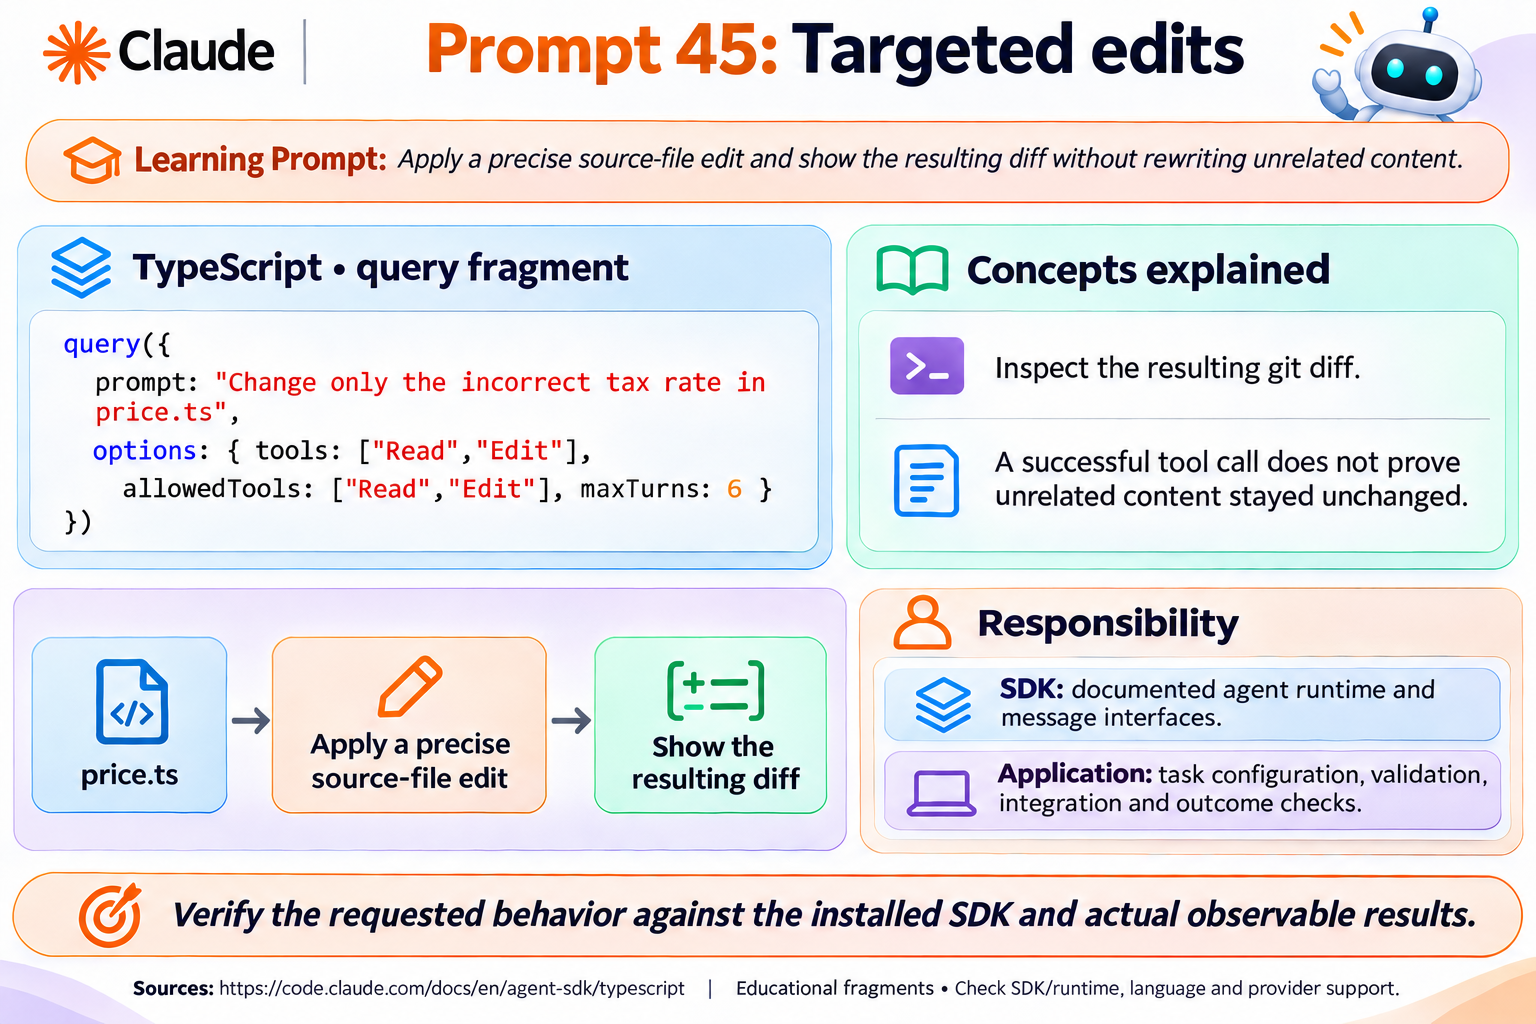 Claude
Prompt 45: Targeted edits
Learning Prompt: Apply a precise source-file edit and show the resulting diff without rewriting unrelated content.
TypeScript • query fragment
query({
prompt: "Change only the incorrect tax rate in
price.ts",
options: { tools: ["Read","Edit"],
allowedTools: ["Read","Edit"], maxTurns: 6 }
})
Concepts explained
Inspect the resulting git diff.
A successful tool call does not prove
unrelated content stayed unchanged.
price.ts
Apply a precise
source-file edit
Show the
resulting diff
Responsibility
SDK: documented agent runtime and
message interfaces.
Application: task configuration, validation,
integration and outcome checks.
Verify the requested behavior against the installed SDK and actual observable results.
Sources: https://code.claude.com/docs/en/agent-sdk/typescript | Educational fragments • Check SDK/runtime, language and provider support.